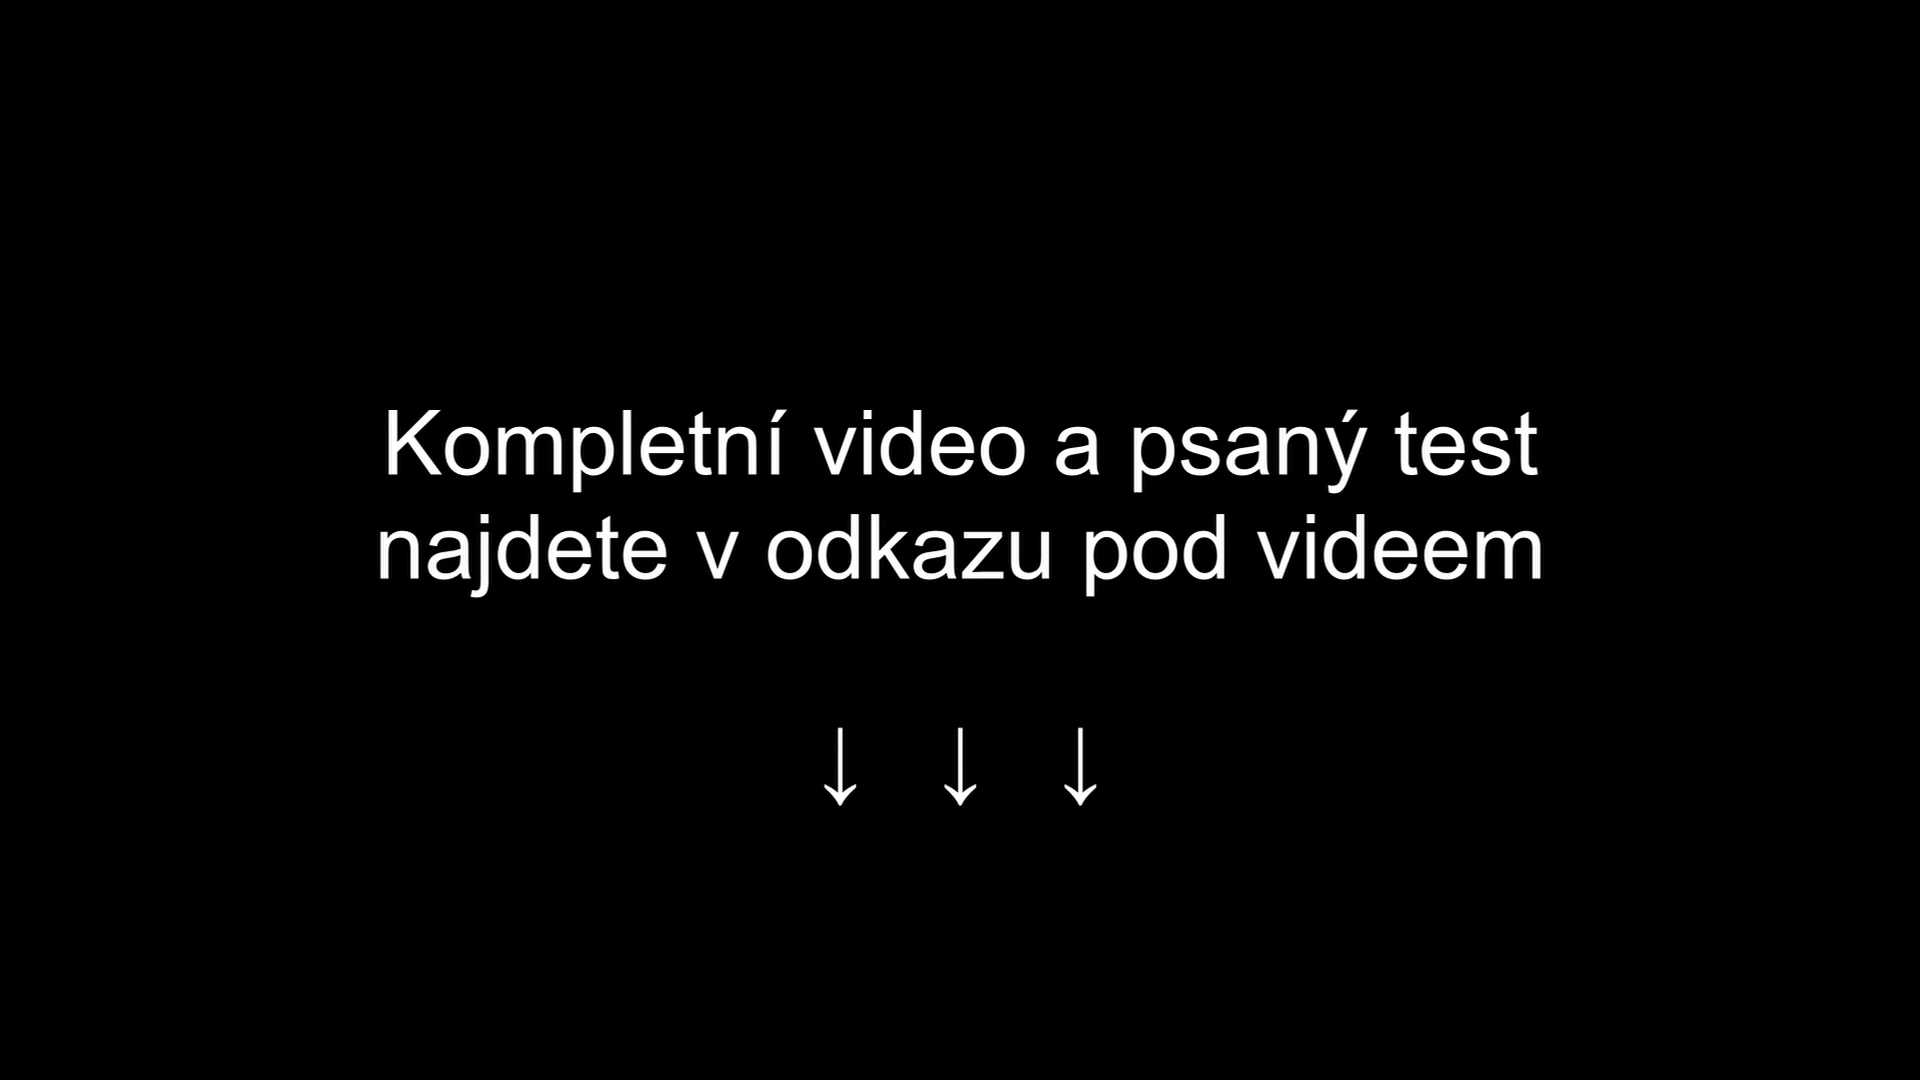 Kompletní video a psaný test
najdete v odkazu pod videem
↓ ↓ ↓